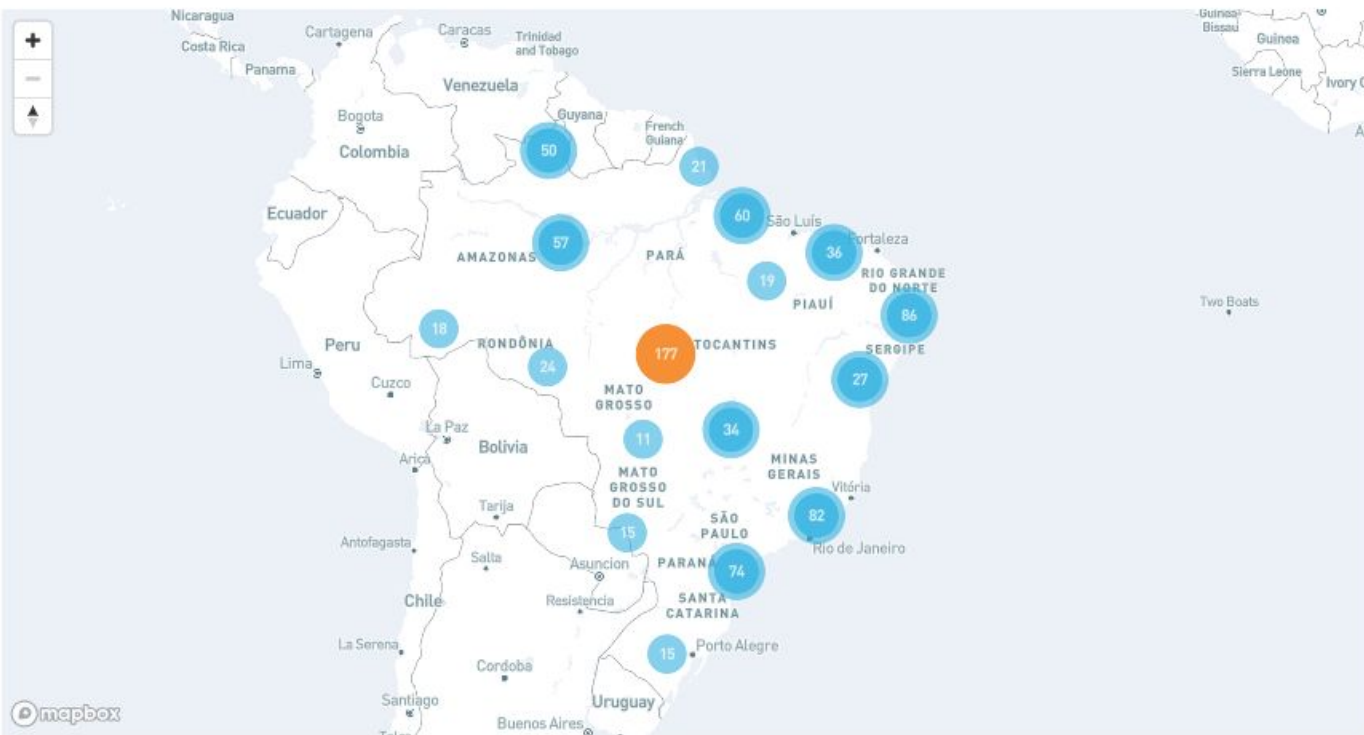 Nicaragua
Costa Rica
Panama
Cartagena
Caracas
Trinidad
and Tobago
Venezuela
Guyana
French
Guiana
Bogota
Colombia
Ecuador
Guinea
Bissau
Guinea
Sierra Leone
Ivory C
50
21
60
São Luís
57
AMAZONAS
PARÁ
36
Fortaleza
19
PIAUÍ
RIO GRANDE
DO NORTE
86
Two Boats
18
Peru
Lima
RONDÔNIA
24
177
TOCANTINS
SERGIPE
27
Cuzco
MATO
GROSSO
La Paz
Bolivia
11
34
Arica
MATO
GROSSO
DO SUL
MINAS
GERAIS
Vitória
82
Tarija
15
SÃO
PAULO
Rio de Janeiro
Antofagasta
Salta
Asuncion
PARANÁ
74
Chile
Resistencia
SANTA
CATARINA
La Serena
15
Porto Alegre
Cordoba
Santiago
Uruguay
Buenos Aires
mapbox